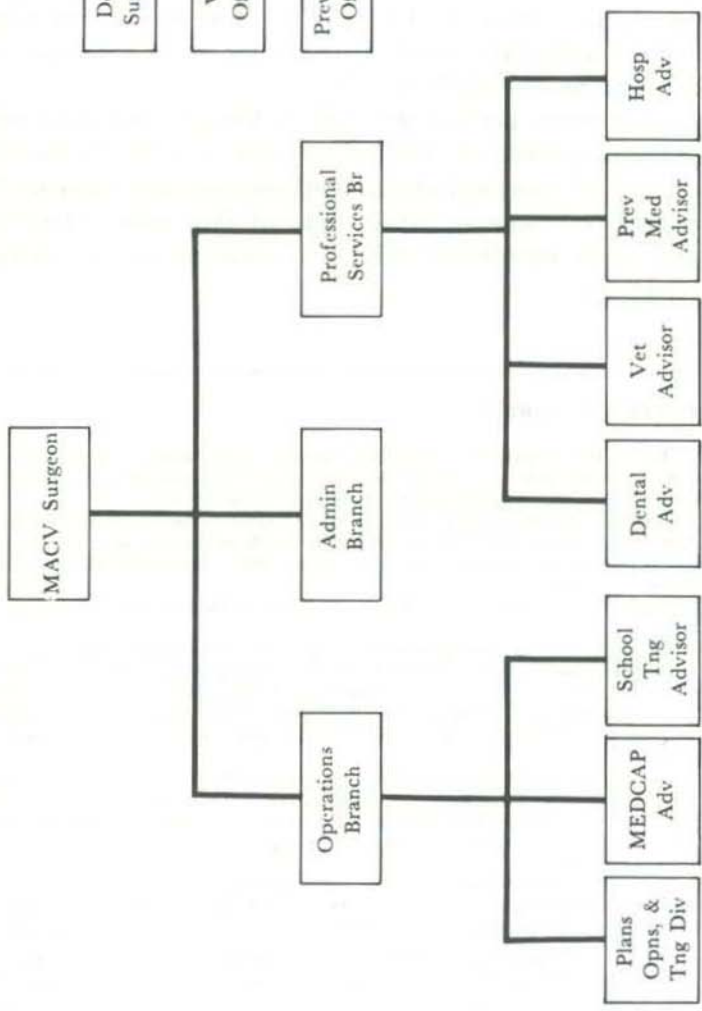 MACV Surgeon
Operations
Branch
Admin
Branch
Professional
Services Br
Plans
Opns, &
Tng Div
MEDCAP
Adv
School
Tng
Advisor
Dental
Adv
Vet
Advisor
Prev
Med
Advisor
Hosp
Adv
Prev